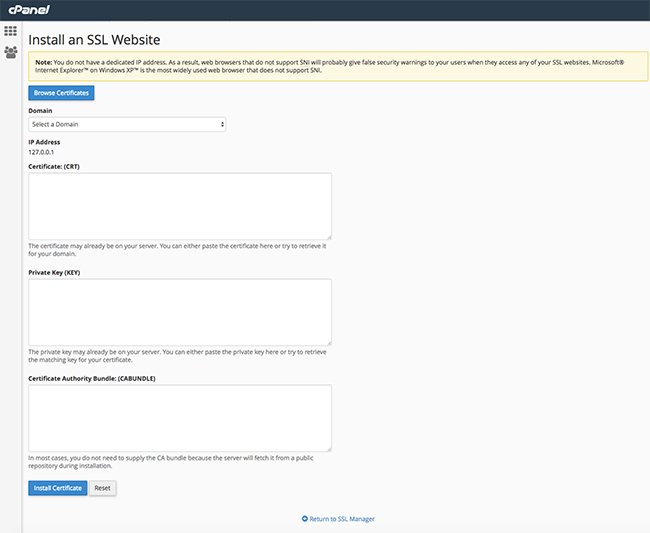 cPanel
Install an SSL Website
Note: You do not have a dedicated IP address. As a result, web browsers that do not support SNI will probably give false security warnings to your users when they access any of your SSL websites. Microsoft®
Internet Explorer™ on Windows XP™ is the most widely used web browser that does not support SNI.
Browse Certificates
Domain
Select a Domain
IP Address
127.0.0.1
Certificate: (CRT)
The certificate may already be on your server. You can either paste the certificate here or try to retrieve it
for your domain.
Private Key (KEY)
The private key may already be on your server. You can either paste the private key here or try to retrieve
the matching key for your certificate.
Certificate Authority Bundle: (CABUNDLE)
In most cases, you do not need to supply the CA bundle because the server will fetch it from a public
repository during installation.
Install Certificate Reset
Return to SSL Manager